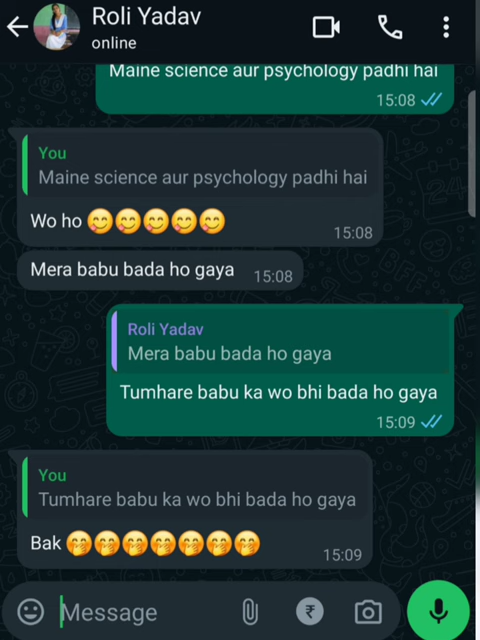 Roli Yadav
online
Maine science aur psychology padhi hai
15:08
You
Maine science aur psychology padhi hai
Wo ho 😋😋😋😋😋
15:08
Mera babu bada ho gaya 15:08
Roli Yadav
Mera babu bada ho gaya
Tumhare babu ka wo bhi bada ho gaya
15:09
You
Tumhare babu ka wo bhi bada ho gaya
Bak 🤭🤭🤭🤭🤭🤭🤭
15:09
Message ₹